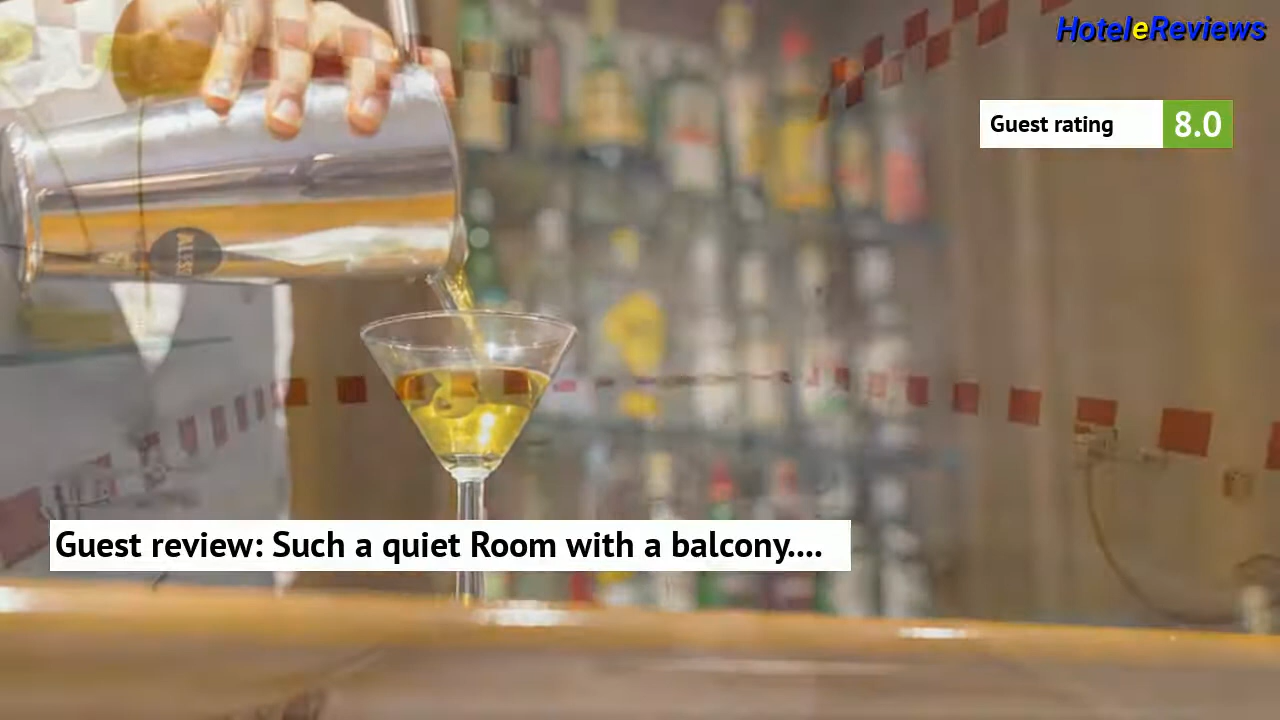 HoteleReviews
Guest rating 8.0
Guest review: Such a quiet Room with a balcony....